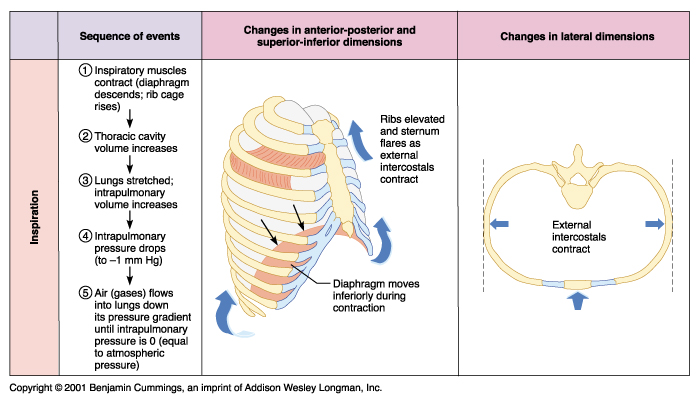 Sequence of events
Changes in anterior-posterior and
superior-inferior dimensions
Changes in lateral dimensions
Inspiration
1 Inspiratory muscles
contract (diaphragm
descends; rib cage
rises)
2 Thoracic cavity
volume increases
3 Lungs stretched;
intrapulmonary
volume increases
4 Intrapulmonary
pressure drops
(to –1 mm Hg)
5 Air (gases) flows
into lungs down
its pressure gradient
until intrapulmonary
pressure is 0 (equal
to atmospheric
pressure)
Ribs elevated
and sternum
flares as
external
intercostals
contract
Diaphragm moves
inferiorly during
contraction
External
intercostals
contract
Copyright © 2001 Benjamin Cummings, an imprint of Addison Wesley Longman, Inc.